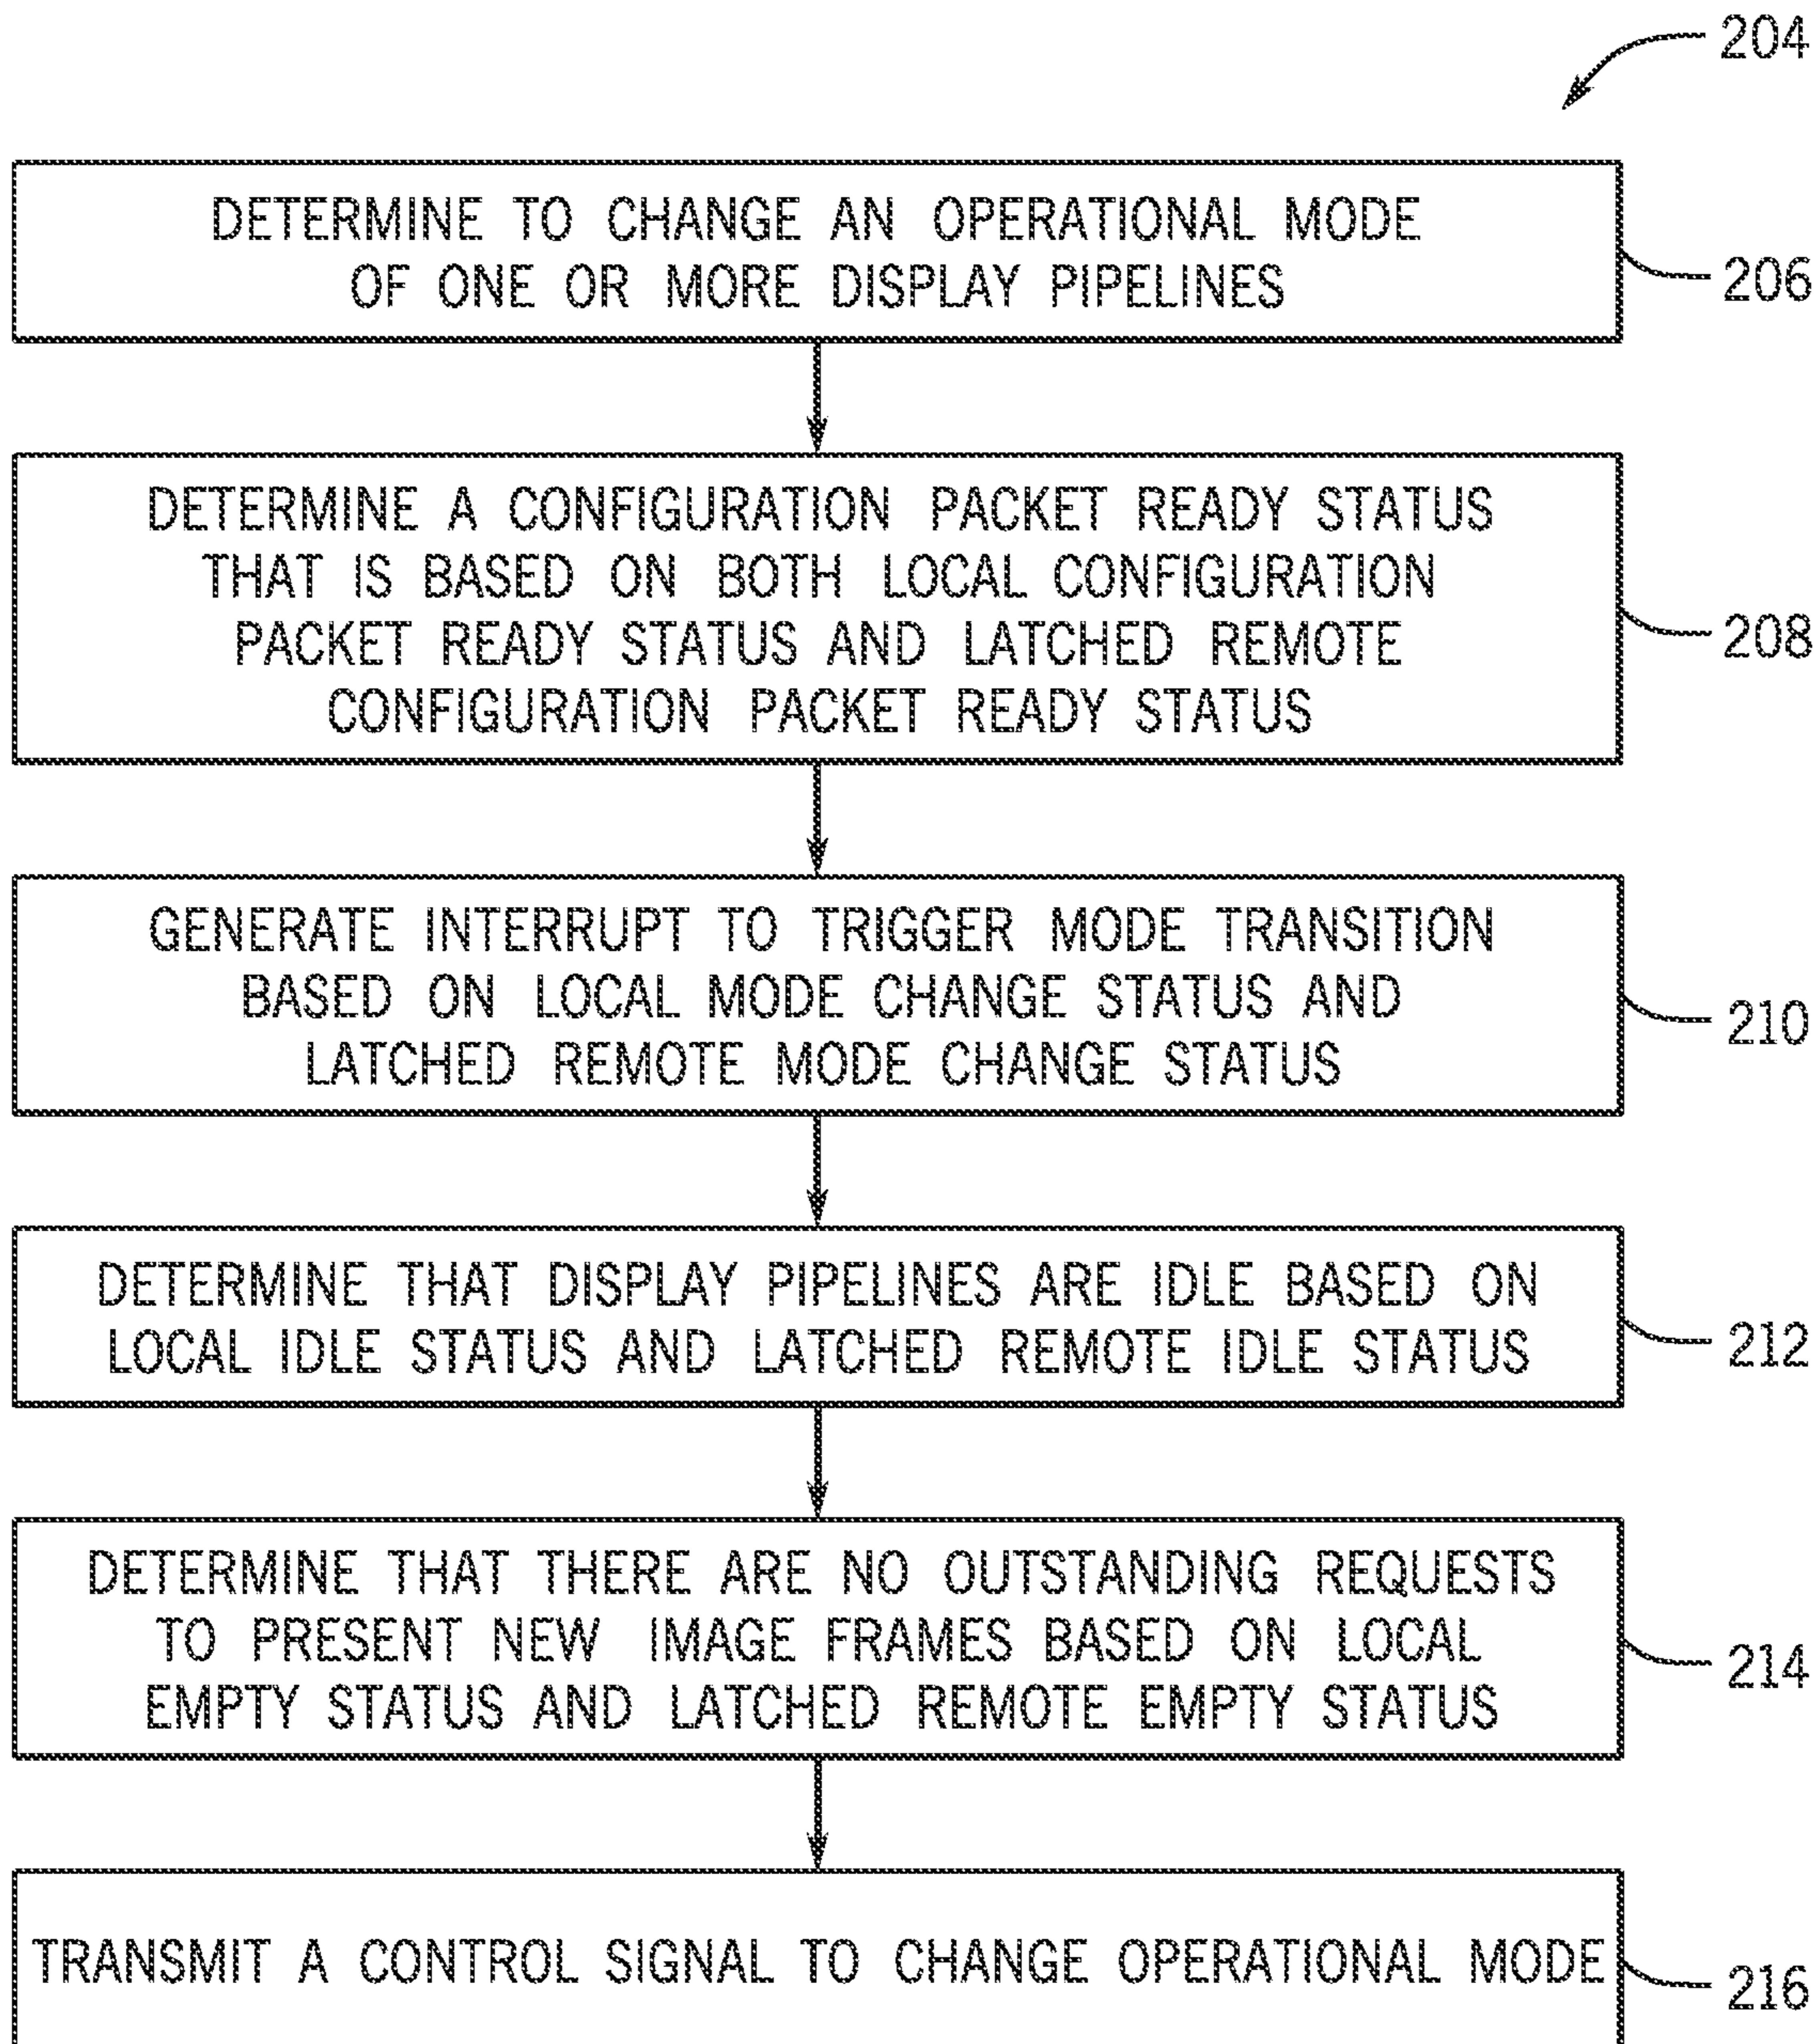 204
DETERMINE TO CHANGE AN OPERATIONAL MODE
OF ONE OR MORE DISPLAY PIPELINES
206
DETERMINE A CONFIGURATION PACKET READY STATUS
THAT IS BASED ON BOTH LOCAL CONFIGURATION
PACKET READY STATUS AND LATCHED REMOTE
CONFIGURATION PACKET READY STATUS
208
GENERATE INTERRUPT TO TRIGGER MODE TRANSITION
BASED ON LOCAL MODE CHANGE STATUS AND
LATCHED REMOTE MODE CHANGE STATUS
210
DETERMINE THAT DISPLAY PIPELINES ARE IDLE BASED ON
LOCAL IDLE STATUS AND LATCHED REMOTE IDLE STATUS
212
DETERMINE THAT THERE ARE NO OUTSTANDING REQUESTS
TO PRESENT NEW IMAGE FRAMES BASED ON LOCAL
EMPTY STATUS AND LATCHED REMOTE EMPTY STATUS
214
TRANSMIT A CONTROL SIGNAL TO CHANGE OPERATIONAL MODE
216